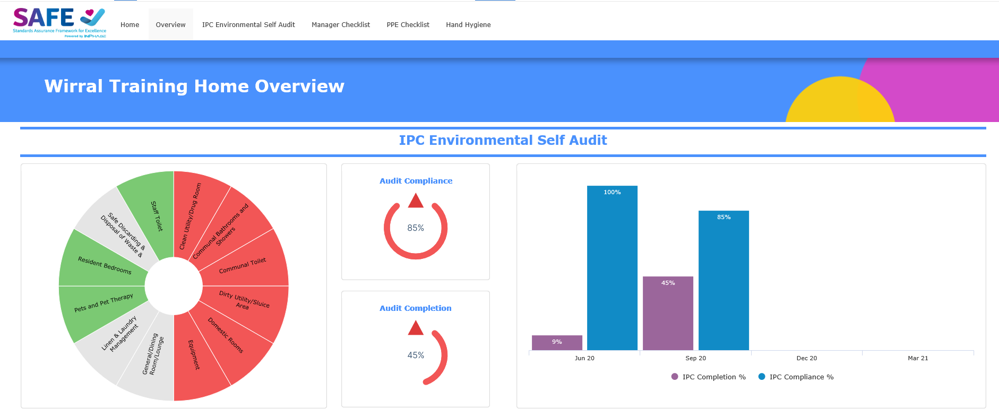 SAFE
Standards Assurance Framework for Excellence
Powered by INPHASE
Home
Overview
IPC Environmental Self Audit
Manager Checklist
PPE Checklist
Hand Hygiene
Wirral Training Home Overview
IPC Environmental Self Audit
Clean Utility/Drug Room
Communal Bathrooms and
Showers
Communal Toilet
Dirty Utility/Sluice
Area
Domestic Rooms
Equipment
General/Dining
Room/Lounge
Linen & Laundry
Management
Pets and Pet Therapy
Resident Bedrooms
Safe Discarding &
Disposal of Waste &
Staff Toilet
Audit Compliance
85%
Audit Completion
45%
100%
85%
45%
9%
Jun 20
Sep 20
Dec 20
Mar 21
IPC Completion %
IPC Compliance %